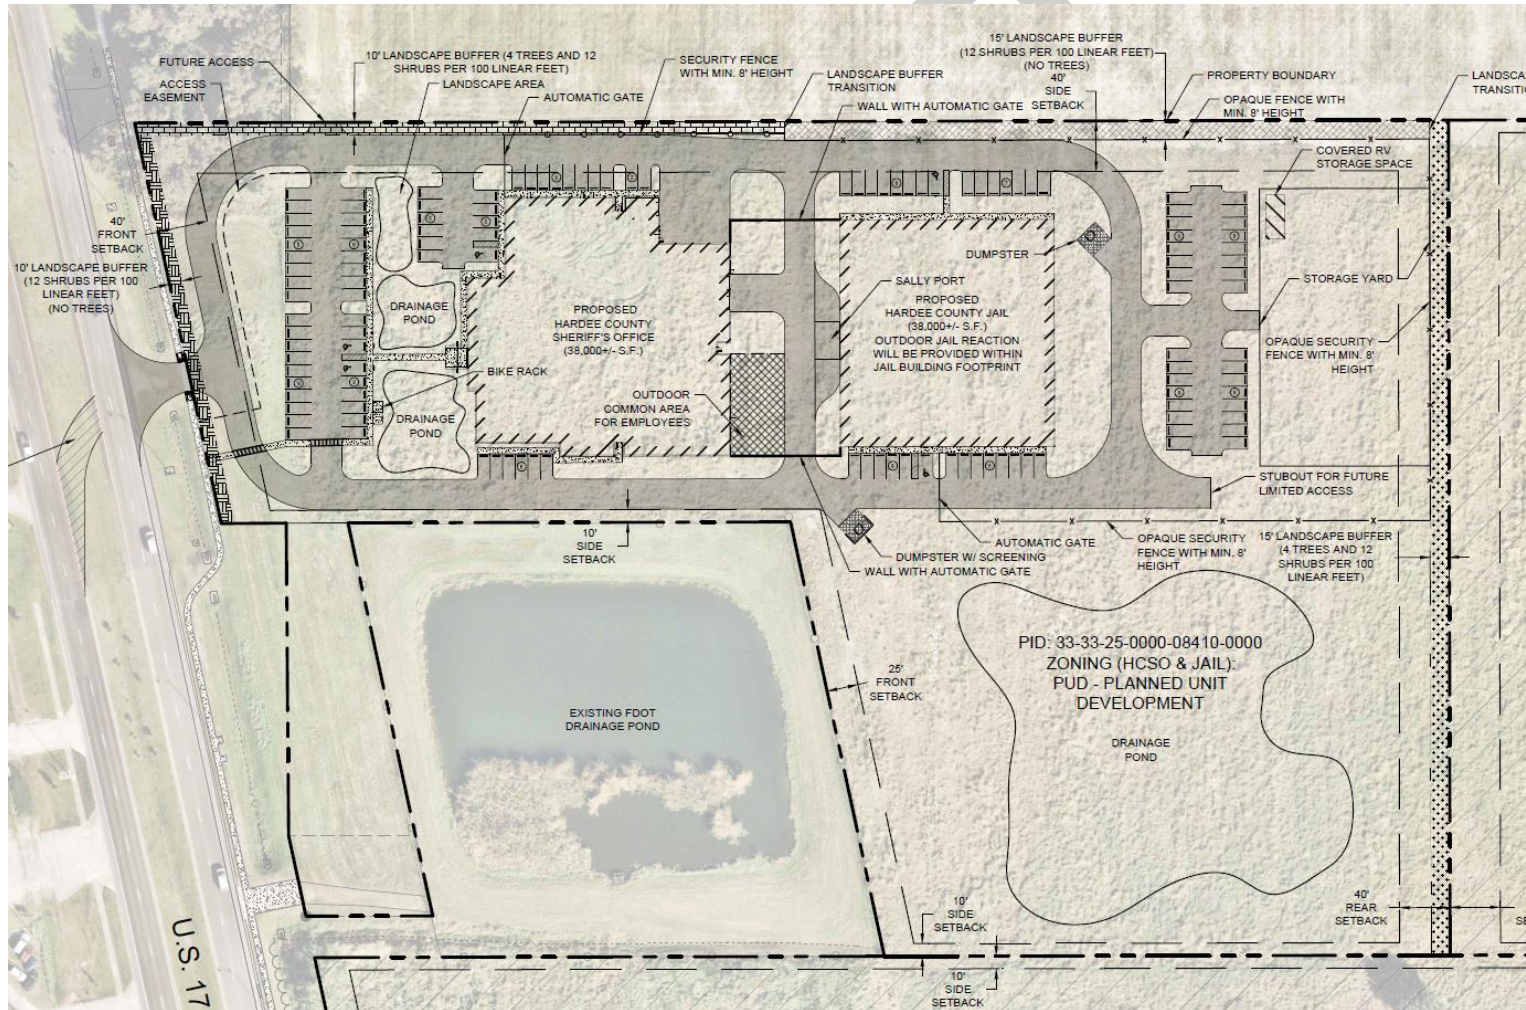 FUTURE ACCESS
ACCESS
EASEMENT
10' LANDSCAPE BUFFER (4 TREES AND 12
SHRUBS PER 100 LINEAR FEET)
LANDSCAPE AREA
AUTOMATIC GATE
SECURITY FENCE
WITH MIN. 8' HEIGHT
LANDSCAPE BUFFER
TRANSITION
WALL WITH AUTOMATIC GATE
15' LANDSCAPE BUFFER
(12 SHRUBS PER 100 LINEAR FEET)
(NO TREES)
40'
SIDE
SETBACK
PROPERTY BOUNDARY
OPAQUE FENCE WITH
MIN. 8' HEIGHT
LANDSCA
TRANSITI
COVERED RV
STORAGE SPACE
40'
FRONT
SETBACK
10' LANDSCAPE BUFFER
(12 SHRUBS PER 100
LINEAR FEET)
(NO TREES)
DRAINAGE
POND
BIKE RACK
DRAINAGE
POND
PROPOSED
HARDEE COUNTY
SHERIFF'S OFFICE
(38,000+/- S.F.)
OUTDOOR
COMMON AREA
FOR EMPLOYEES
SALLY PORT
PROPOSED
HARDEE COUNTY JAIL
(38,000+/- S.F.)
OUTDOOR JAIL REACTION
WILL BE PROVIDED WITHIN
JAIL BUILDING FOOTPRINT
DUMPSTER
STORAGE YARD
OPAQUE SECURITY
FENCE WITH MIN. 8'
HEIGHT
STUBOUT FOR FUTURE
LIMITED ACCESS
10'
SIDE
SETBACK
DUMPSTER W/ SCREENING
WALL WITH AUTOMATIC GATE
AUTOMATIC GATE
OPAQUE SECURITY
FENCE WITH MIN. 8'
HEIGHT
15' LANDSCAPE BUFFER
(4 TREES AND 12
SHRUBS PER 100
LINEAR FEET)
25'
FRONT
SETBACK
PID: 33-33-25-0000-08410-0000
ZONING (HCSO & JAIL):
PUD - PLANNED UNIT
DEVELOPMENT
DRAINAGE
POND
EXISTING FDOT
DRAINAGE POND
10'
SIDE
SETBACK
40'
REAR
SETBACK
SE
10'
SIDE
SETBACK
U.S. 17